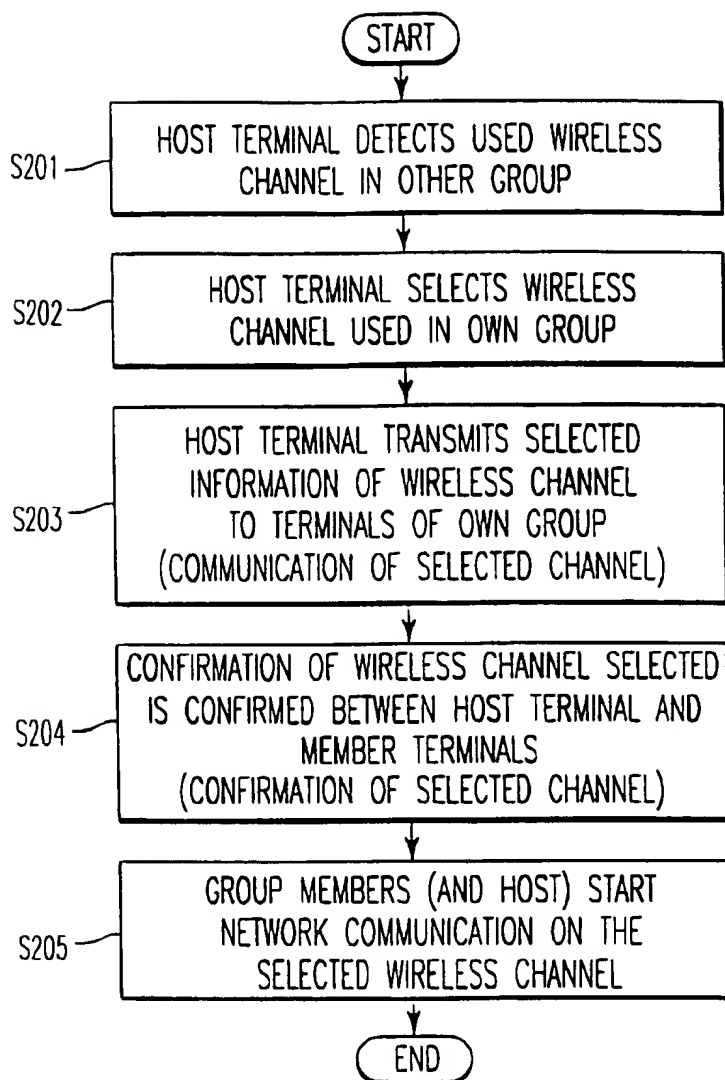 START
S201
HOST TERMINAL DETECTS USED WIRELESS
CHANNEL IN OTHER GROUP
S202
HOST TERMINAL SELECTS WIRELESS
CHANNEL USED IN OWN GROUP
S203
HOST TERMINAL TRANSMITS SELECTED
INFORMATION OF WIRELESS CHANNEL
TO TERMINALS OF OWN GROUP
(COMMUNICATION OF SELECTED CHANNEL)
S204
CONFIRMATION OF WIRELESS CHANNEL SELECTED
IS CONFIRMED BETWEEN HOST TERMINAL AND
MEMBER TERMINALS
(CONFIRMATION OF SELECTED CHANNEL)
S205
GROUP MEMBERS (AND HOST) START
NETWORK COMMUNICATION ON THE
SELECTED WIRELESS CHANNEL
END